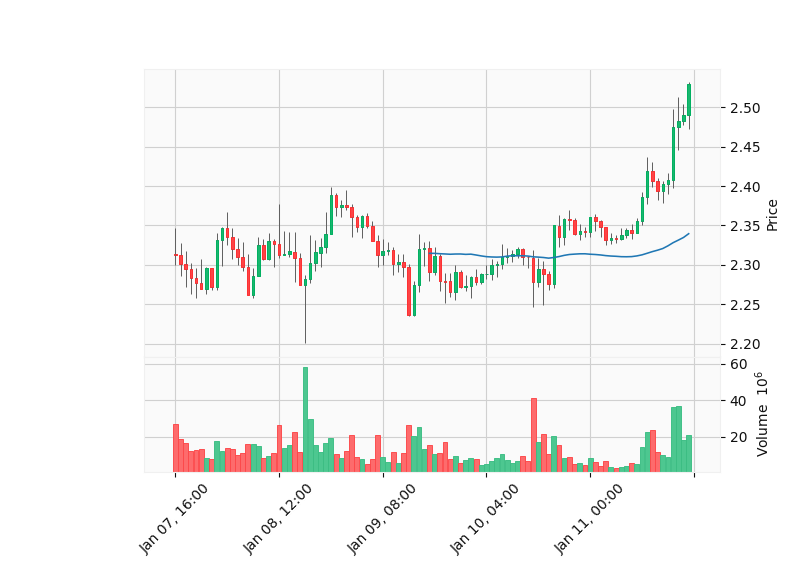 2.50
2.45
2.40
2.35
2.30
2.25
2.20
Price
60
40
20
Volume 10⁶
Jan 07, 16:00
Jan 08, 12:00
Jan 09, 08:00
Jan 10, 04:00
Jan 11, 00:00